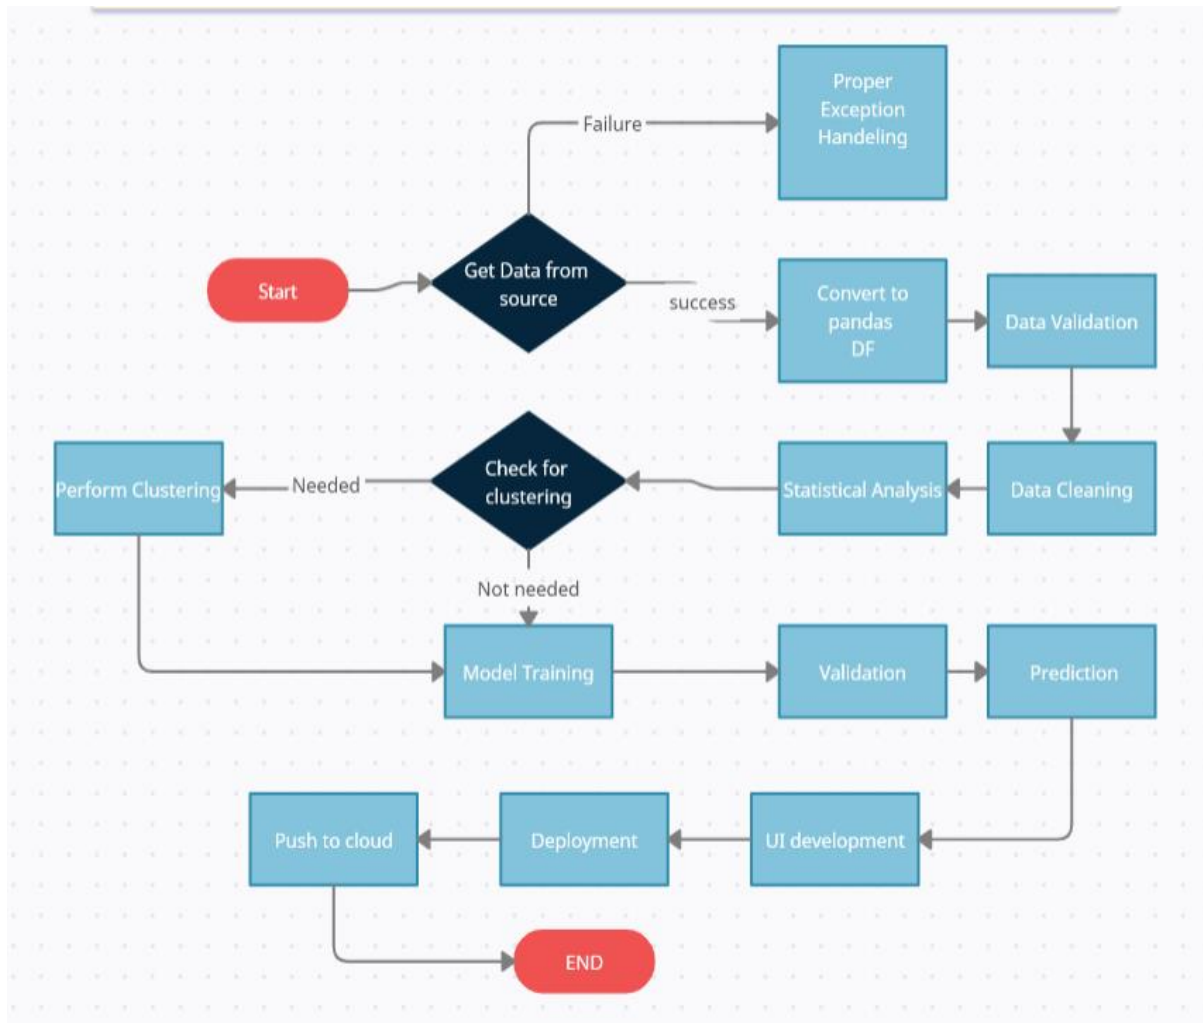 Proper
Exception
Handeling
Failure
Get Data from
source
Start
success
Convert to
pandas
DF
Data Validation
Check for
clustering
Needed
Perform Clustering
Statistical Analysis
Data Cleaning
Not needed
Model Training
Validation
Prediction
Push to cloud
Deployment
UI development
END